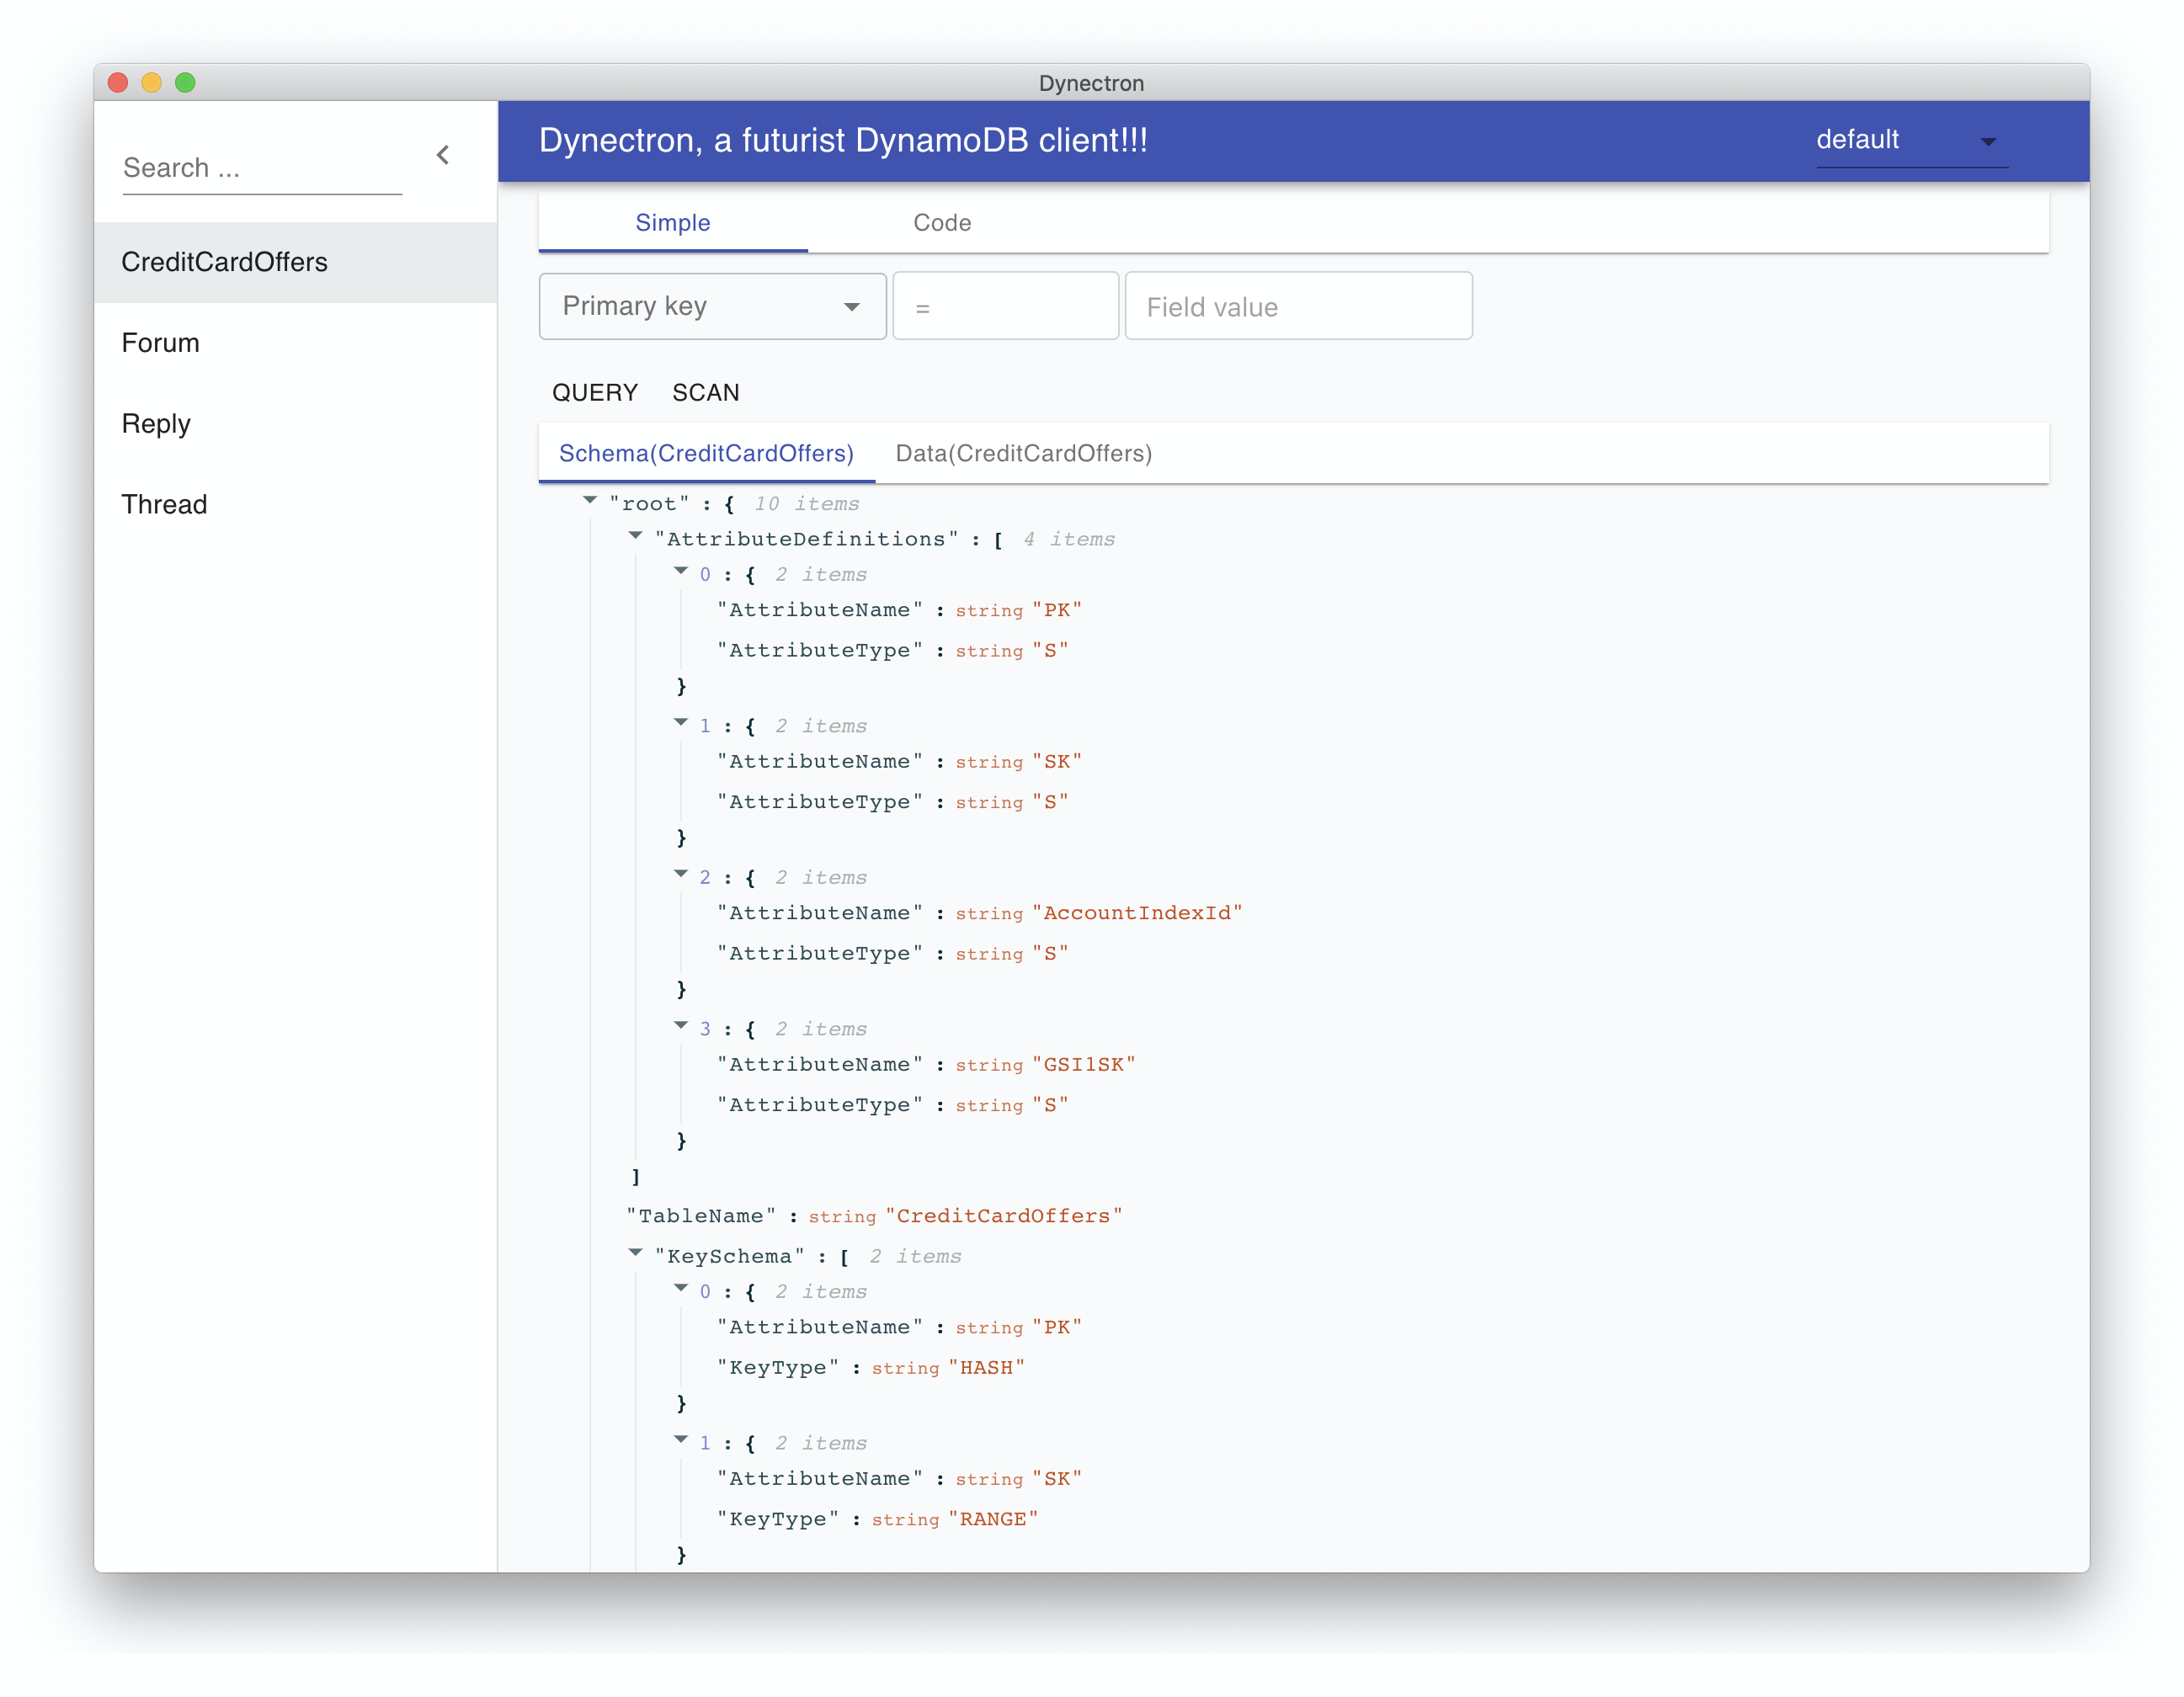 Dynectron
Search ...
CreditCardOffers
Forum
Reply
Thread
Dynectron, a futurist DynamoDB client!!!
default
Simple Code
Primary key = Field value
QUERY SCAN
Schema(CreditCardOffers) Data(CreditCardOffers)
"root" : { 10 items
"AttributeDefinitions" : [ 4 items
0 : { 2 items
"AttributeName" : string "PK"
"AttributeType" : string "S"
}
1 : { 2 items
"AttributeName" : string "SK"
"AttributeType" : string "S"
}
2 : { 2 items
"AttributeName" : string "AccountIndexId"
"AttributeType" : string "S"
}
3 : { 2 items
"AttributeName" : string "GSI1SK"
"AttributeType" : string "S"
}
]
"TableName" : string "CreditCardOffers"
"KeySchema" : [ 2 items
0 : { 2 items
"AttributeName" : string "PK"
"KeyType" : string "HASH"
}
1 : { 2 items
"AttributeName" : string "SK"
"KeyType" : string "RANGE"
}